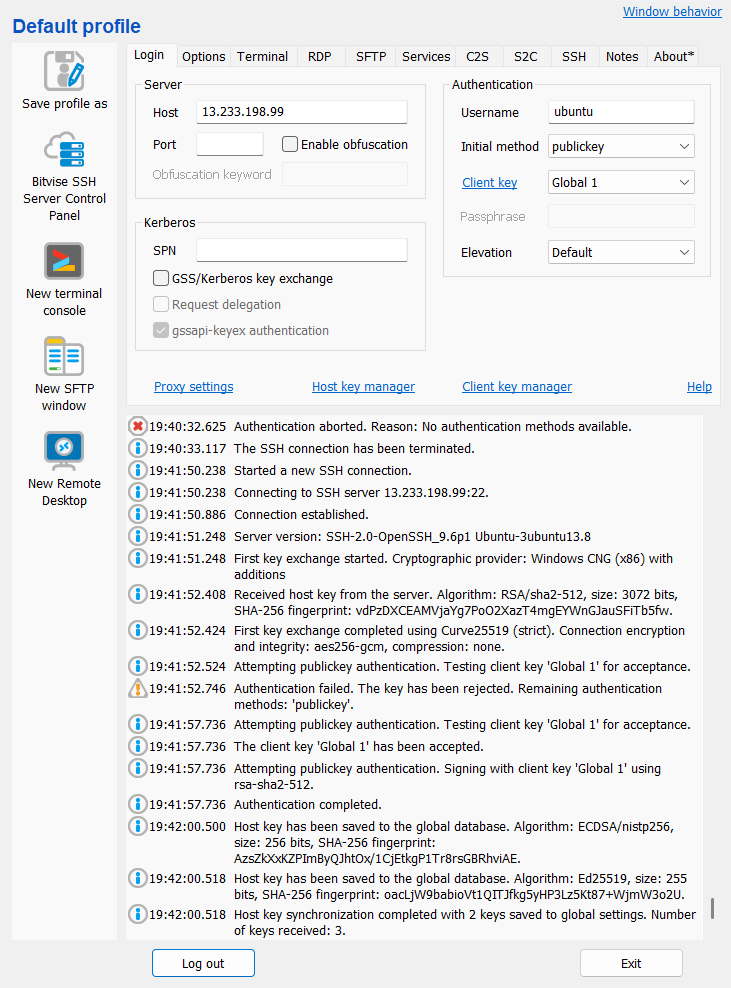 Window behavior
Default profile
Save profile as
Bitvise SSH
Server Control
Panel
New terminal
console
New SFTP
window
New Remote
Desktop
Login Options Terminal RDP SFTP Services C2S S2C SSH Notes About*
Server
Host 13.233.198.99
Port Enable obfuscation
Obfuscation keyword
Kerberos
SPN
GSS/Kerberos key exchange
Request delegation
gssapi-keyex authentication
Authentication
Username ubuntu
Initial method publickey
Client key Global 1
Passphrase
Elevation Default
Proxy settings Host key manager Client key manager Help
19:40:32.625 Authentication aborted. Reason: No authentication methods available.
19:40:33.117 The SSH connection has been terminated.
19:41:50.238 Started a new SSH connection.
19:41:50.238 Connecting to SSH server 13.233.198.99:22.
19:41:50.886 Connection established.
19:41:51.248 Server version: SSH-2.0-OpenSSH_9.6p1 Ubuntu-3ubuntu13.8
19:41:51.248 First key exchange started. Cryptographic provider: Windows CNG (x86) with
additions
19:41:52.408 Received host key from the server. Algorithm: RSA/sha2-512, size: 3072 bits,
SHA-256 fingerprint: vdPzDXCEAMVjaYg7PoO2XazT4mgEYWnGJauSFiTb5fw.
19:41:52.424 First key exchange completed using Curve25519 (strict). Connection encryption
and integrity: aes256-gcm, compression: none.
19:41:52.524 Attempting publickey authentication. Testing client key 'Global 1' for acceptance.
19:41:52.746 Authentication failed. The key has been rejected. Remaining authentication
methods: 'publickey'.
19:41:57.736 Attempting publickey authentication. Testing client key 'Global 1' for acceptance.
19:41:57.736 The client key 'Global 1' has been accepted.
19:41:57.736 Attempting publickey authentication. Signing with client key 'Global 1' using
rsa-sha2-512.
19:41:57.736 Authentication completed.
19:42:00.500 Host key has been saved to the global database. Algorithm: ECDSA/nistp256,
size: 256 bits, SHA-256 fingerprint:
AzsZkXxKZPImByQJhtOx/1CjEtkgP1Tr8rsGBRhviAE.
19:42:00.518 Host key has been saved to the global database. Algorithm: Ed25519, size: 255
bits, SHA-256 fingerprint: oacLjW9babioVt1QITJfkg5yHP3Lz5Kt87+WjmW3o2U.
19:42:00.518 Host key synchronization completed with 2 keys saved to global settings. Number
of keys received: 3.
Log out Exit